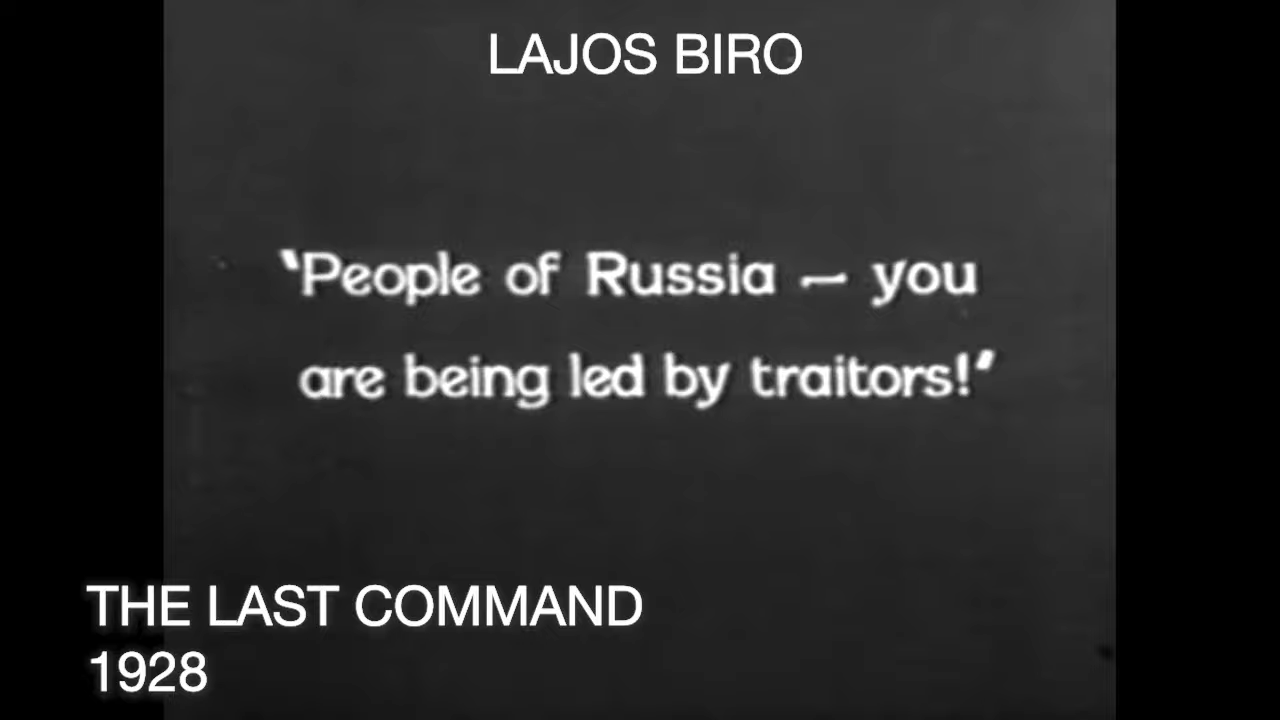 LAJOS BIRO
"People of Russia — you
are being led by traitors!"
THE LAST COMMAND
1928